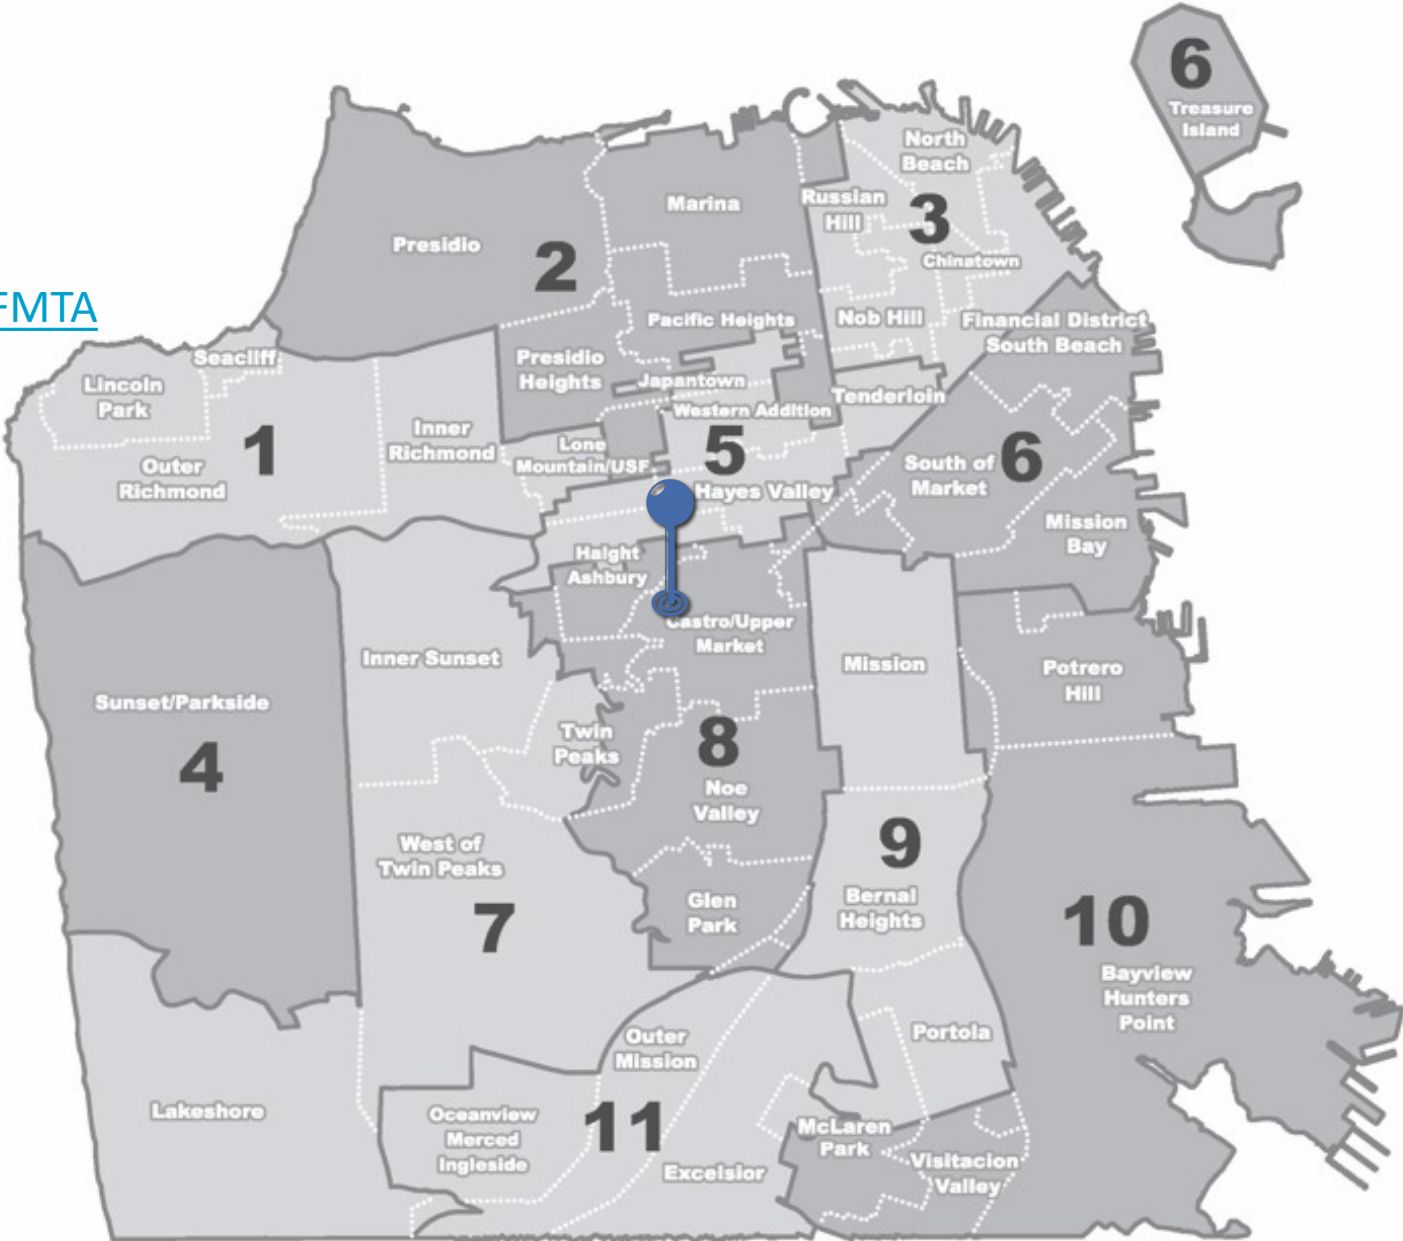 6
Treasure
Island
North
Beach
Marina
Russian
Hill
3
Presidio
2
Chinatown
FMTA
Pacific Heights
Nob Hill
Financial District
South Beach
Seacliff
Presidio
Heights
Lincoln
Park
Japantown
Tenderloin
Western Addition
Inner
Richmond
1
Lone
Mountain/USF
5
6
Outer
Richmond
South of
Market
Hayes Valley
Mission
Bay
Haight
Ashbury
Castro/Upper
Market
Inner Sunset
Mission
Potrero
Hill
Sunset/Parkside
Twin
Peaks
8
4
Noe
Valley
West of
Twin Peaks
9
Bernal
Heights
Glen
Park
7
10
Bayview
Hunters
Point
Outer
Mission
Portola
Lakeshore
Oceanview
Merced
Ingleside
11
McLaren
Park
Excelsior
Visitacion
Valley